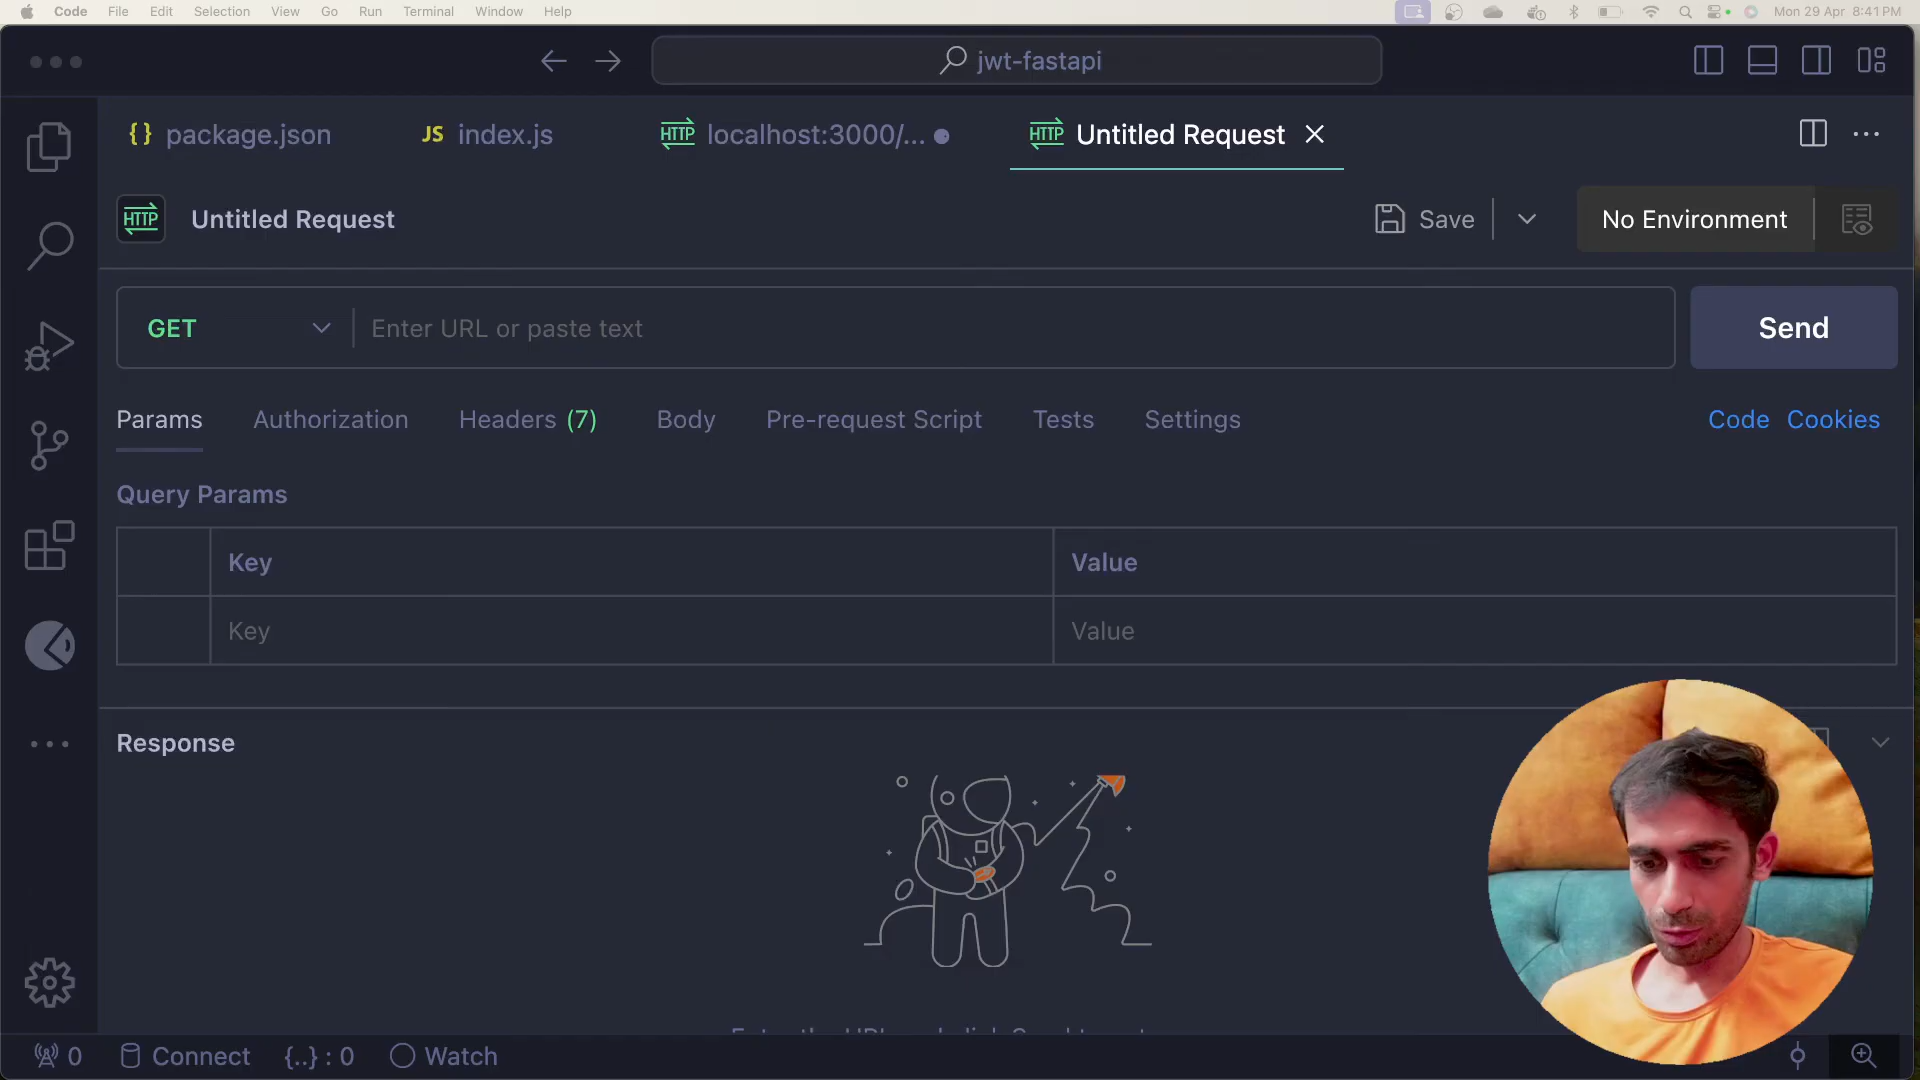 Code File Edit Selection View Go Run Terminal Window Help Mon 29 Apr 8:41 PM
jwt-fastapi
{} package.json JS index.js HTTP localhost:3000/... HTTP Untitled Request
HTTP Untitled Request Save No Environment
GET Enter URL or paste text Send
Params Authorization Headers (7) Body Pre-request Script Tests Settings Code Cookies
Query Params
Key Value
Key Value
Response
0 Connect {..} : 0 Watch